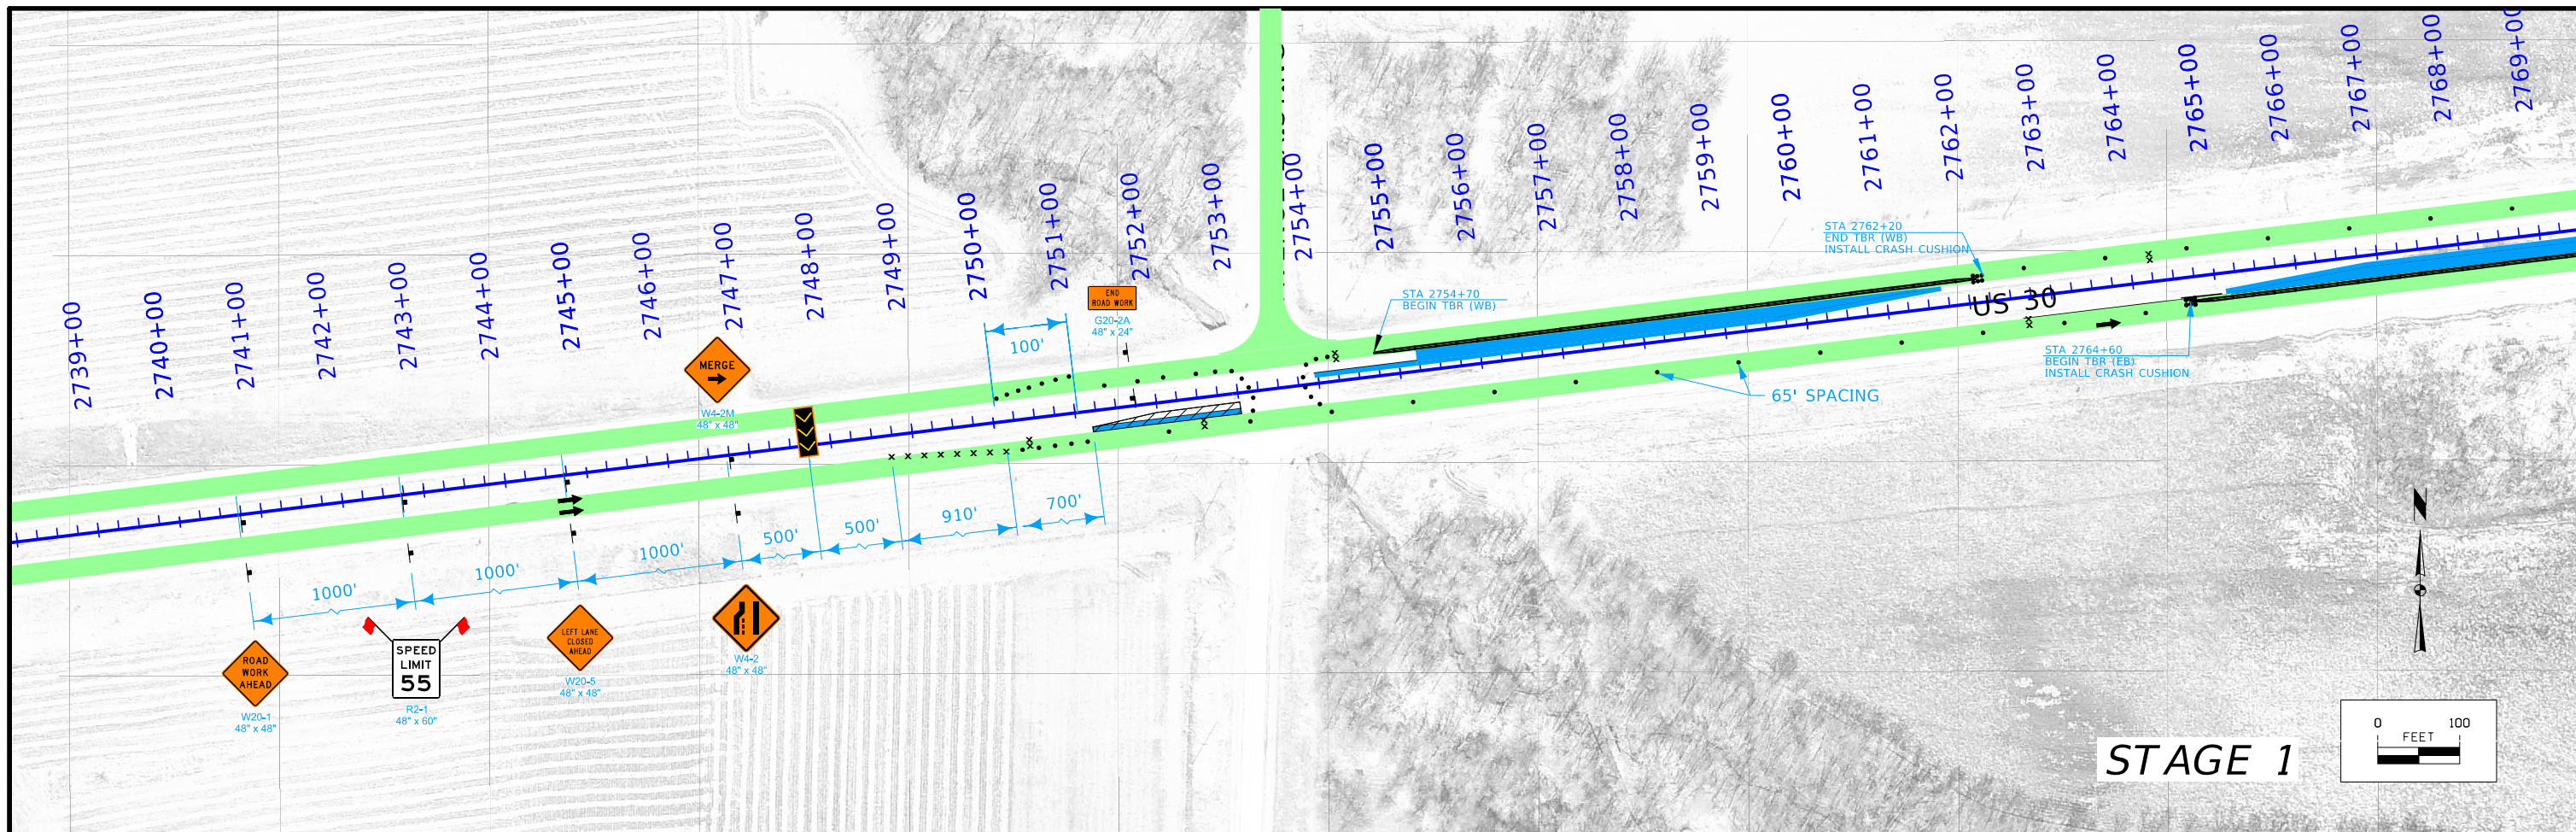 2739+00
2740+00
2741+00
2742+00
2743+00
2744+00
2745+00
2746+00
2747+00
2748+00
2749+00
2750+00
2751+00
2752+00
2753+00
2754+00
2755+00
2756+00
2757+00
2758+00
2759+00
2760+00
2761+00
2762+00
2763+00
2764+00
2765+00
2766+00
2767+00
2768+00
2769+00
STA 2762+20
END TBR (WB)
INSTALL CRASH CUSHION
US 30
STA 2754+70
BEGIN TBR (WB)
END
ROAD WORK
G20-2A
48" x 24"
100'
MERGE
W4-2M
48" x 48"
STA 2764+60
BEGIN TBR (EB)
INSTALL CRASH CUSHION
65' SPACING
1000'
1000'
1000'
500'
500'
910'
700'
ROAD
WORK
AHEAD
W20-1
48" x 48"
SPEED
LIMIT
55
R2-1
48" x 60"
LEFT LANE
CLOSED
AHEAD
W20-5
48" x 48"
W4-2
48" x 48"
N
STAGE 1
0 100
FEET